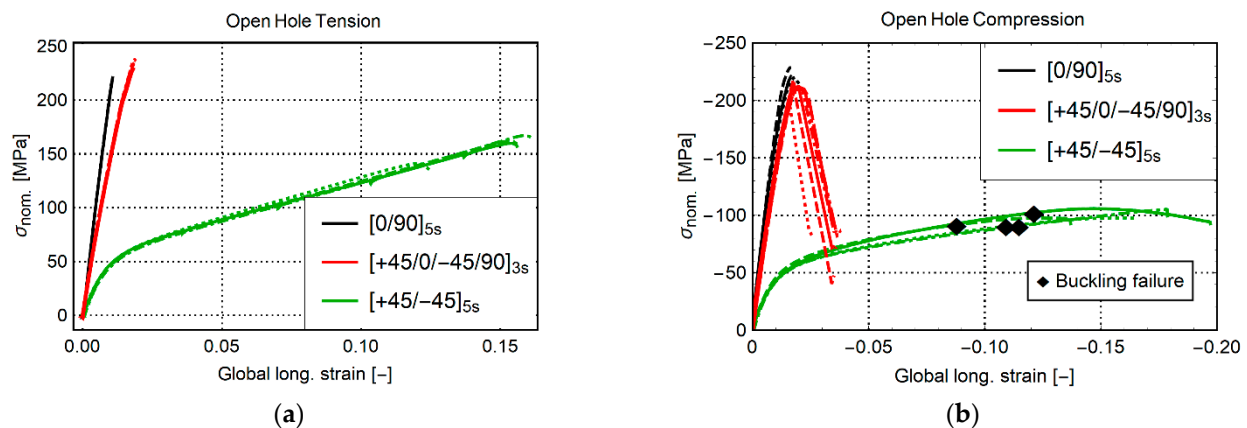 Open Hole Tension
250
200
150
100
50
0
σnom. [MPa]
[0/90]5s
[+45/0/−45/90]3s
[+45/−45]5s
0.00 0.05 0.10 0.15
Global long. strain [−]
(a)
Open Hole Compression
−250
−200
−150
−100
−50
0
σnom. [MPa]
[0/90]5s
[+45/0/−45/90]3s
[+45/−45]5s
Buckling failure
0 −0.05 −0.10 −0.15 −0.20
Global long. strain [−]
(b)